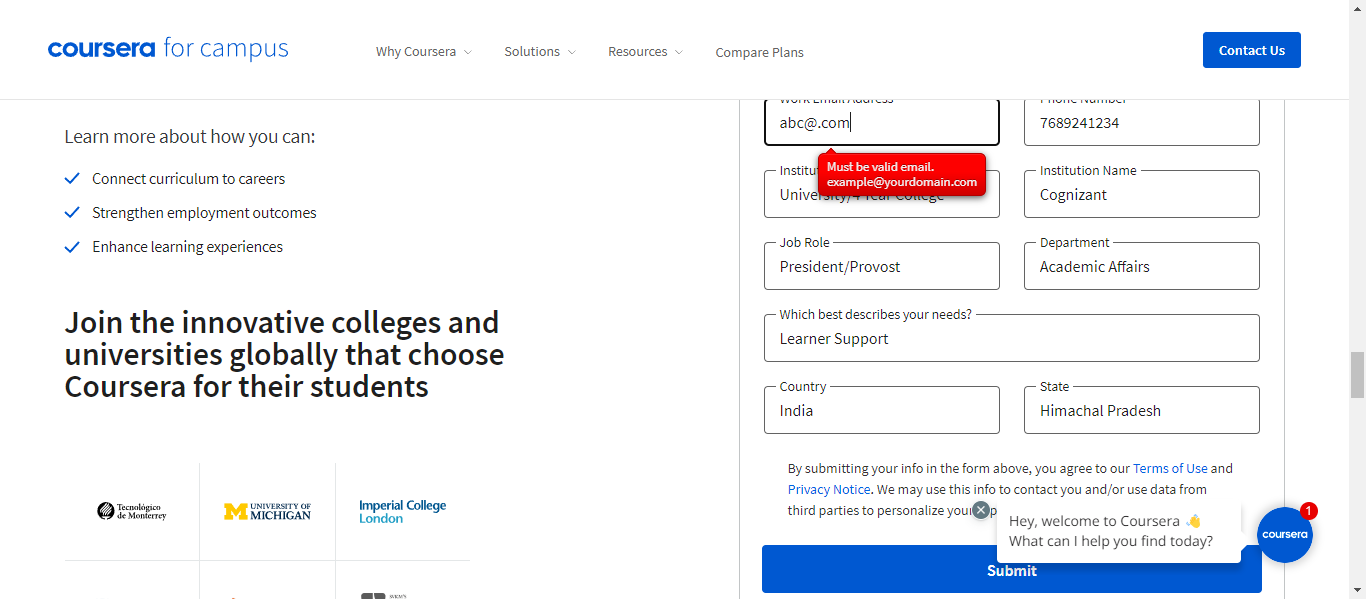 coursera for campus
Why Coursera
Solutions
Resources
Compare Plans
Contact Us
Learn more about how you can:
Connect curriculum to careers
Strengthen employment outcomes
Enhance learning experiences
Join the innovative colleges and
universities globally that choose
Coursera for their students
Tecnológico
de Monterrey
M UNIVERSITY OF
MICHIGAN
Imperial College
London
Work Email Address
abc@.com
Phone Number
7689241234
Must be valid email.
example@yourdomain.com
University/4 Year College
Institution Name
Cognizant
Job Role
President/Provost
Department
Academic Affairs
Which best describes your needs?
Learner Support
Country
India
State
Himachal Pradesh
By submitting your info in the form above, you agree to our Terms of Use and
Privacy Notice. We may use this info to contact you and/or use data from
third parties to personalize your
Hey, welcome to Coursera 👋
What can I help you find today?
coursera
1
Submit